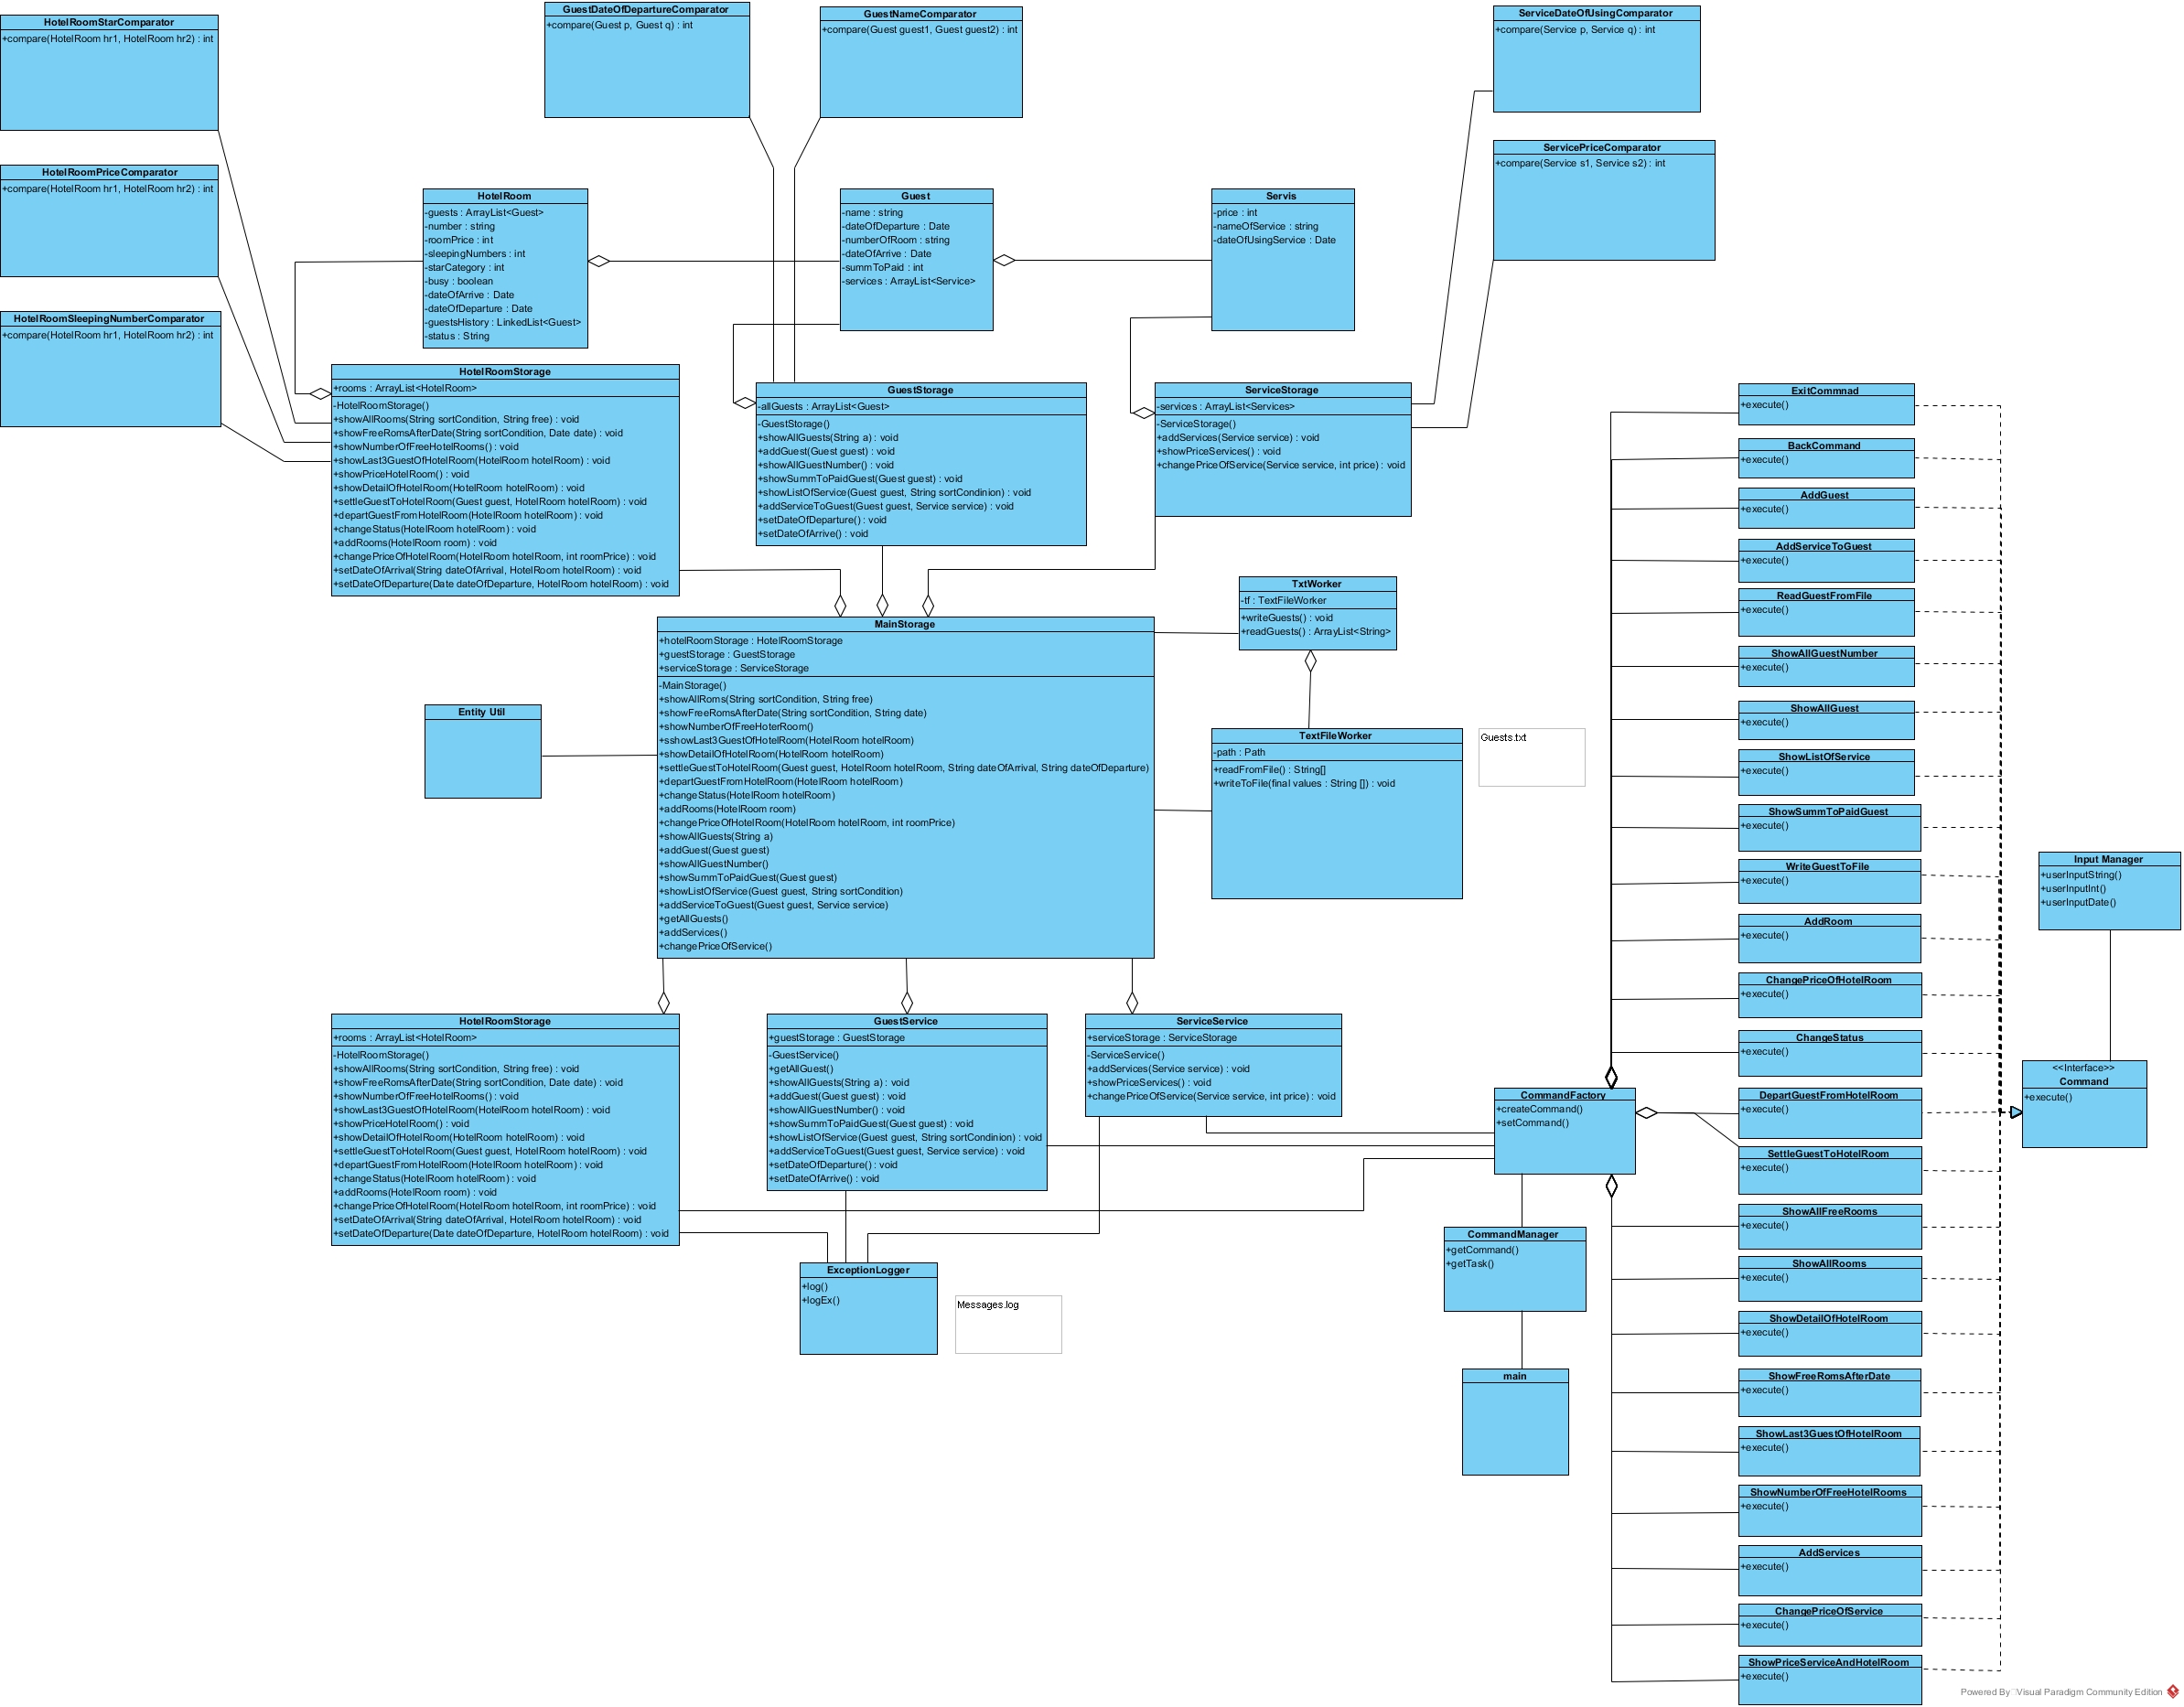 HotelRoomStarComparator
+compare(HotelRoom hr1, HotelRoom hr2) : int
GuestDateOfDepartureComparator
+compare(Guest p, Guest q) : int
GuestNameComparator
+compare(Guest guest1, Guest guest2) : int
ServiceDateOfUsingComparator
+compare(Service p, Service q) : int
HotelRoomPriceComparator
+compare(HotelRoom hr1, HotelRoom hr2) : int
ServicePriceComparator
+compare(Service s1, Service s2) : int
HotelRoomSleepingNumberComparator
+compare(HotelRoom hr1, HotelRoom hr2) : int
HotelRoom
-guests : ArrayList<Guest>
-number : string
-roomPrice : int
-sleepingNumbers : int
-starCategory : int
-busy : boolean
-dateOfArrive : Date
-dateOfDeparture : Date
-guestsHistory : LinkedList<Guest>
-status : String
Guest
-name : string
-dateOfDeparture : Date
-numberOfRoom : string
-dateOfArrive : Date
-summToPaid : int
-services : ArrayList<Service>
Servis
-price : int
-nameOfService : string
-dateOfUsingService : Date
HotelRoomStorage
+rooms : ArrayList<HotelRoom>
-HotelRoomStorage()
+showAllRooms(String sortCondition, String free) : void
+showFreeRomsAfterDate(String sortCondition, Date date) : void
+showNumberOfFreeHotelRooms() : void
+showLast3GuestOfHotelRoom(HotelRoom hotelRoom) : void
+showPriceHotelRoom() : void
+showDetailOfHotelRoom(HotelRoom hotelRoom) : void
+settleGuestToHotelRoom(Guest guest, HotelRoom hotelRoom) : void
+departGuestFromHotelRoom(HotelRoom hotelRoom) : void
+changeStatus(HotelRoom hotelRoom) : void
+addRooms(HotelRoom room) : void
+changePriceOfHotelRoom(HotelRoom hotelRoom, int roomPrice) : void
+setDateOfArrival(String dateOfArrival, HotelRoom hotelRoom) : void
+setDateOfDeparture(Date dateOfDeparture, HotelRoom hotelRoom) : void
GuestStorage
-allGuests : ArrayList<Guest>
-GuestStorage()
+showAllGuests(String a) : void
+addGuest(Guest guest) : void
+showAllGuestNumber() : void
+showSummToPaidGuest(Guest guest) : void
+showListOfService(Guest guest, String sortCondinion) : void
+addServiceToGuest(Guest guest, Service service) : void
+setDateOfDeparture() : void
+setDateOfArrive() : void
ServiceStorage
-services : ArrayList<Services>
-ServiceStorage()
+addServices(Service service) : void
+showPriceServices() : void
+changePriceOfService(Service service, int price) : void
TxtWorker
-tf : TextFileWorker
+writeGuests() : void
+readGuests() : ArrayList<String>
MainStorage
+hotelRoomStorage : HotelRoomStorage
+guestStorage : GuestStorage
+serviceStorage : ServiceStorage
-MainStorage()
+showAllRoms(String sortCondition, String free)
+showFreeRomsAfterDate(String sortCondition, String date)
+showNumberOfFreeHoterRoom()
+sshowLast3GuestOfHotelRoom(HotelRoom hotelRoom)
+showDetailOfHotelRoom(HotelRoom hotelRoom)
+settleGuestToHotelRoom(Guest guest, HotelRoom hotelRoom, String dateOfArrival, String dateOfDeparture)
+departGuestFromHotelRoom(HotelRoom hotelRoom)
+changeStatus(HotelRoom hotelRoom)
+addRooms(HotelRoom room)
+changePriceOfHotelRoom(HotelRoom hotelRoom, int roomPrice)
+showAllGuests(String a)
+addGuest(Guest guest)
+showAllGuestNumber()
+showSummToPaidGuest(Guest guest)
+showListOfService(Guest guest, String sortCondition)
+addServiceToGuest(Guest guest, Service service)
+getAllGuests()
+addServices()
+changePriceOfService()
Entity Util
TextFileWorker
-path : Path
+readFromFile() : String[]
+writeToFile(final values : String []) : void
Guests.txt
HotelRoomStorage
+rooms : ArrayList<HotelRoom>
-HotelRoomStorage()
+showAllRooms(String sortCondition, String free) : void
+showFreeRomsAfterDate(String sortCondition, Date date) : void
+showNumberOfFreeHotelRooms() : void
+showLast3GuestOfHotelRoom(HotelRoom hotelRoom) : void
+showPriceHotelRoom() : void
+showDetailOfHotelRoom(HotelRoom hotelRoom) : void
+settleGuestToHotelRoom(Guest guest, HotelRoom hotelRoom) : void
+departGuestFromHotelRoom(HotelRoom hotelRoom) : void
+changeStatus(HotelRoom hotelRoom) : void
+addRooms(HotelRoom room) : void
+changePriceOfHotelRoom(HotelRoom hotelRoom, int roomPrice) : void
+setDateOfArrival(String dateOfArrival, HotelRoom hotelRoom) : void
+setDateOfDeparture(Date dateOfDeparture, HotelRoom hotelRoom) : void
GuestService
+guestStorage : GuestStorage
-GuestService()
+getAllGuest()
+showAllGuests(String a) : void
+addGuest(Guest guest) : void
+showAllGuestNumber() : void
+showSummToPaidGuest(Guest guest) : void
+showListOfService(Guest guest, String sortCondinion) : void
+addServiceToGuest(Guest guest, Service service) : void
+setDateOfDeparture() : void
+setDateOfArrive() : void
ServiceService
+serviceStorage : ServiceStorage
-ServiceService()
+addServices(Service service) : void
+showPriceServices() : void
+changePriceOfService(Service service, int price) : void
ExceptionLogger
+log()
+logEx()
Messages.log
CommandFactory
+createCommand()
+setCommand()
CommandManager
+getCommand()
+getTask()
main
ExitCommnad
+execute()
BackCommand
+execute()
AddGuest
+execute()
AddServiceToGuest
+execute()
ReadGuestFromFile
+execute()
ShowAllGuestNumber
+execute()
ShowAllGuest
+execute()
ShowListOfService
+execute()
ShowSummToPaidGuest
+execute()
WriteGuestToFile
+execute()
AddRoom
+execute()
ChangePriceOfHotelRoom
+execute()
ChangeStatus
+execute()
DepartGuestFromHotelRoom
+execute()
SettleGuestToHotelRoom
+execute()
ShowAllFreeRooms
+execute()
ShowAllRooms
+execute()
ShowDetailOfHotelRoom
+execute()
ShowFreeRomsAfterDate
+execute()
ShowLast3GuestOfHotelRoom
+execute()
ShowNumberOfFreeHotelRooms
+execute()
AddServices
+execute()
ChangePriceOfService
+execute()
ShowPriceServiceAndHotelRoom
+execute()
Input Manager
+userInputString()
+userInputInt()
+userInputDate()
<<Interface>>
Command
+execute()
Powered By Visual Paradigm Community Edition